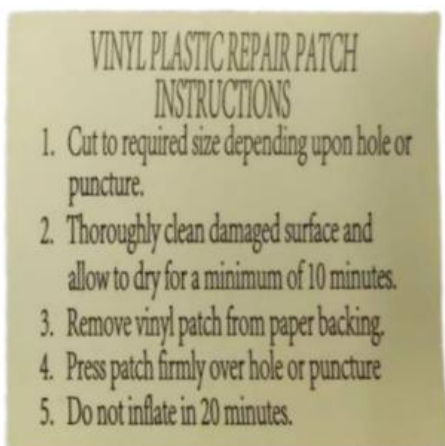 VINYL PLASTIC REPAIR PATCH
INSTRUCTIONS
1. Cut to required size depending upon hole or
puncture.
2. Thoroughly clean damaged surface and
allow to dry for a minimum of 10 minutes.
3. Remove vinyl patch from paper backing.
4. Press patch firmly over hole or puncture
5. Do not inflate in 20 minutes.